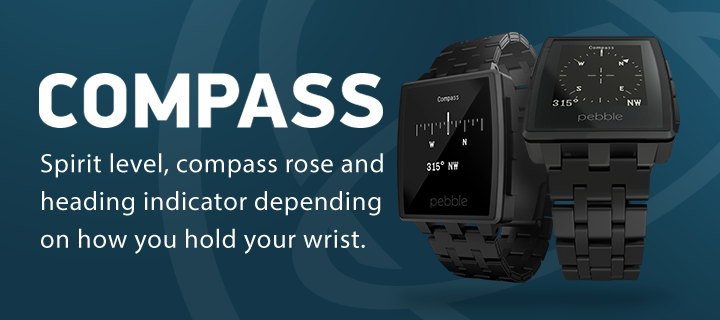 COMPASS
Spirit level, compass rose and
heading indicator depending
on how you hold your wrist.
Compass
W N
315° NW
pebble
Compass
W N
S E
315° NW
pebble